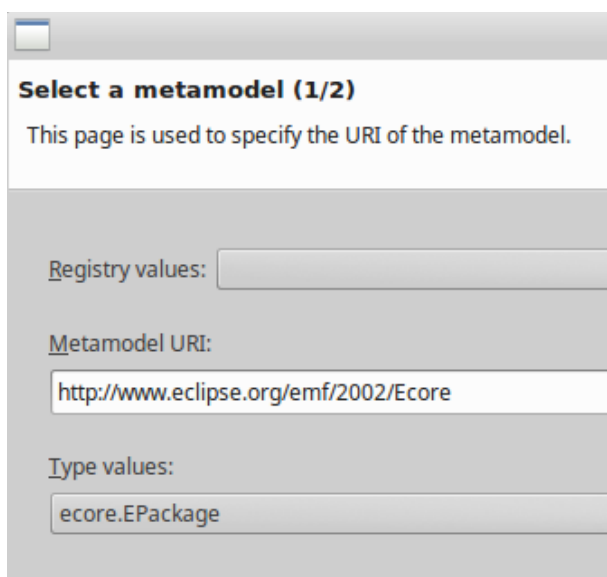 Select a metamodel (1/2)
This page is used to specify the URI of the metamodel.
Registry values:
Metamodel URI:
http://www.eclipse.org/emf/2002/Ecore
Type values:
ecore.EPackage